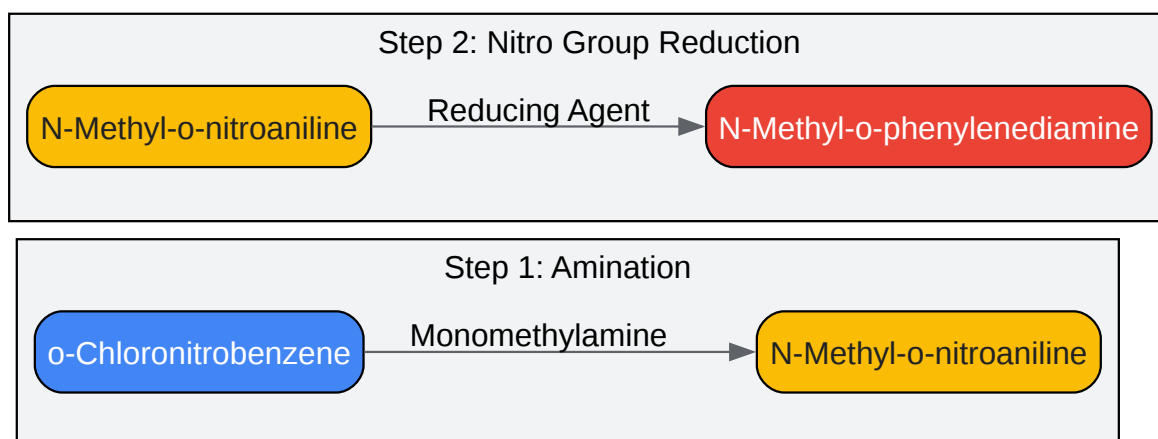 Step 2: Nitro Group Reduction
N-Methyl-o-nitroaniline
Reducing Agent
N-Methyl-o-phenylenediamine
Step 1: Amination
o-Chloronitrobenzene
Monomethylamine
N-Methyl-o-nitroaniline